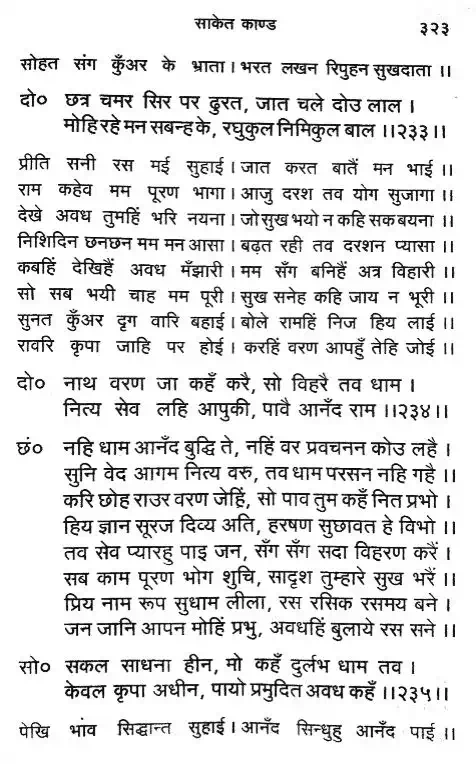 साकेत काण्ड ३२३
सोहत संग कुँअर के भ्राता। भरत लखन रिपुहन सुखदाता ।।
दो० छत्र चमर सिर पर ढुरत, जात चले दोउ लाल ।
मोहि रहे मन सबन्ह के, रघुकुल निमिकुल बाल ।।२३३।।
प्रीति सनी रस मई सुहाई। जात करत बातैं मन भाई ।।
राम कहेव मम पूरण भागा। आजु दरश तव योग सुजागा ।।
देखे अवध तुमहिं भरि नयना। जो सुख भयो न कहि सक बयना ।।
निशिदिन छनछन मम मन आसा। बढ़त रही तव दरशन प्यासा ।।
कबहिं देखिहैं अवध मँझारी। मम सँग बनिहैं अत्र विहारी ।।
सो सब भयी चाह मम पूरी। सुख सनेह कहि जाय न भूरी ।।
सुनत कुँअर दृग वारि बहाई। बोले रामहिं निज हिय लाई ।।
रावरि कृपा जाहि पर होई। करहिं वरण आपहुँ तेहि जोई ।।
दो० नाथ वरण जा कहँ करै, सो विहरै तव धाम ।
नित्य सेव लहि आपुकी, पावै आनँद राम ।।२३४।।
छं० नहि धाम आनँद बुद्धि ते, नहिं वर प्रवचनन कोउ लहै ।
सुनि वेद आगम नित्य वरु, तव धाम परसन नहि गहै ।।
करि छोह राउर वरण जेहिं, सो पाव तुम कहँ नित प्रभो ।
हिय ज्ञान सूरज दिव्य अति, हरषण सुछावत हे विभो ।।
तव सेव प्यारहु पाइ जन, सँग सँग सदा विहरण करैं ।
सब काम पूरण भोग शुचि, सादृश तुम्हारे सुख भरैं ।।
प्रिय नाम रूप सुधाम लीला, रस रसिक रसमय बने ।
जन जानि आपन मोहिं प्रभु, अवधहिं बुलाये रस सने ।।
सो० सकल साधना हीन, मो कहँ दुर्लभ धाम तव ।
केवल कृपा अधीन, पायो प्रमुदित अवध कहँ ।।२३५।।
पेखि भाव सिद्धान्त सुहाई। आनँद सिन्धुहु आनँद पाई ।।